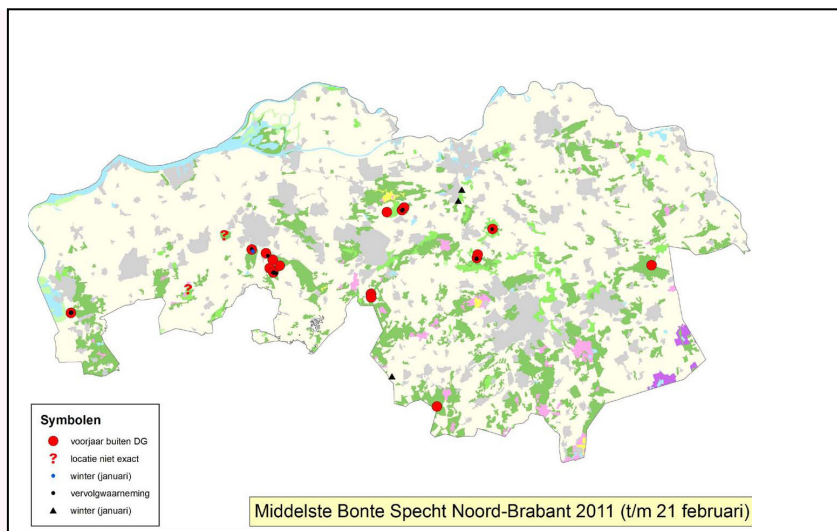 ?
?
Symbolen
voorjaar buiten DG
? locatie niet exact
winter (januari)
vervolgwaarneming
winter (januari)
Middelste Bonte Specht Noord-Brabant 2011 (t/m 21 februari)